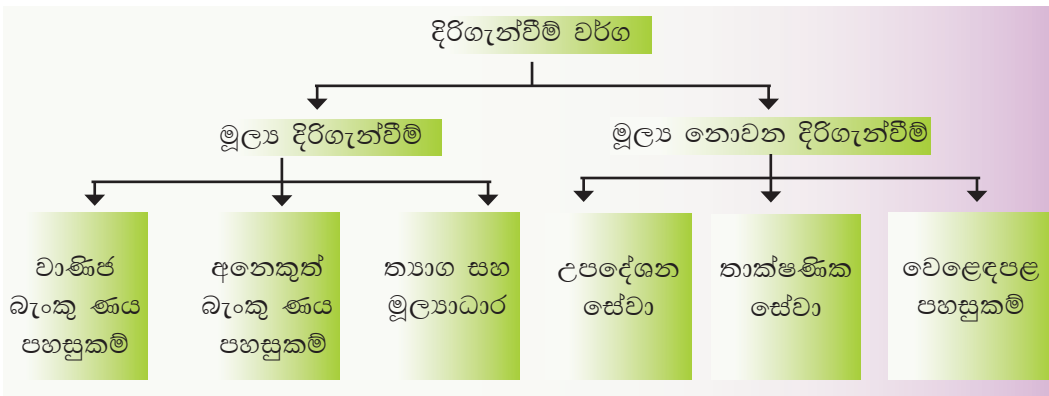 දිරිගැන්වීම් වර්ග
මූල්‍ය දිරිගැන්වීම්
මූල්‍ය නොවන දිරිගැන්වීම්
වාණිජ
බැංකු ණය
පහසුකම්
අනෙකුත්
බැංකු ණය
පහසුකම්
ත්‍යාග සහ
මූල්‍යාධාර
උපදේශන
සේවා
තාක්ෂණික
සේවා
වෙළෙඳපළ
පහසුකම්